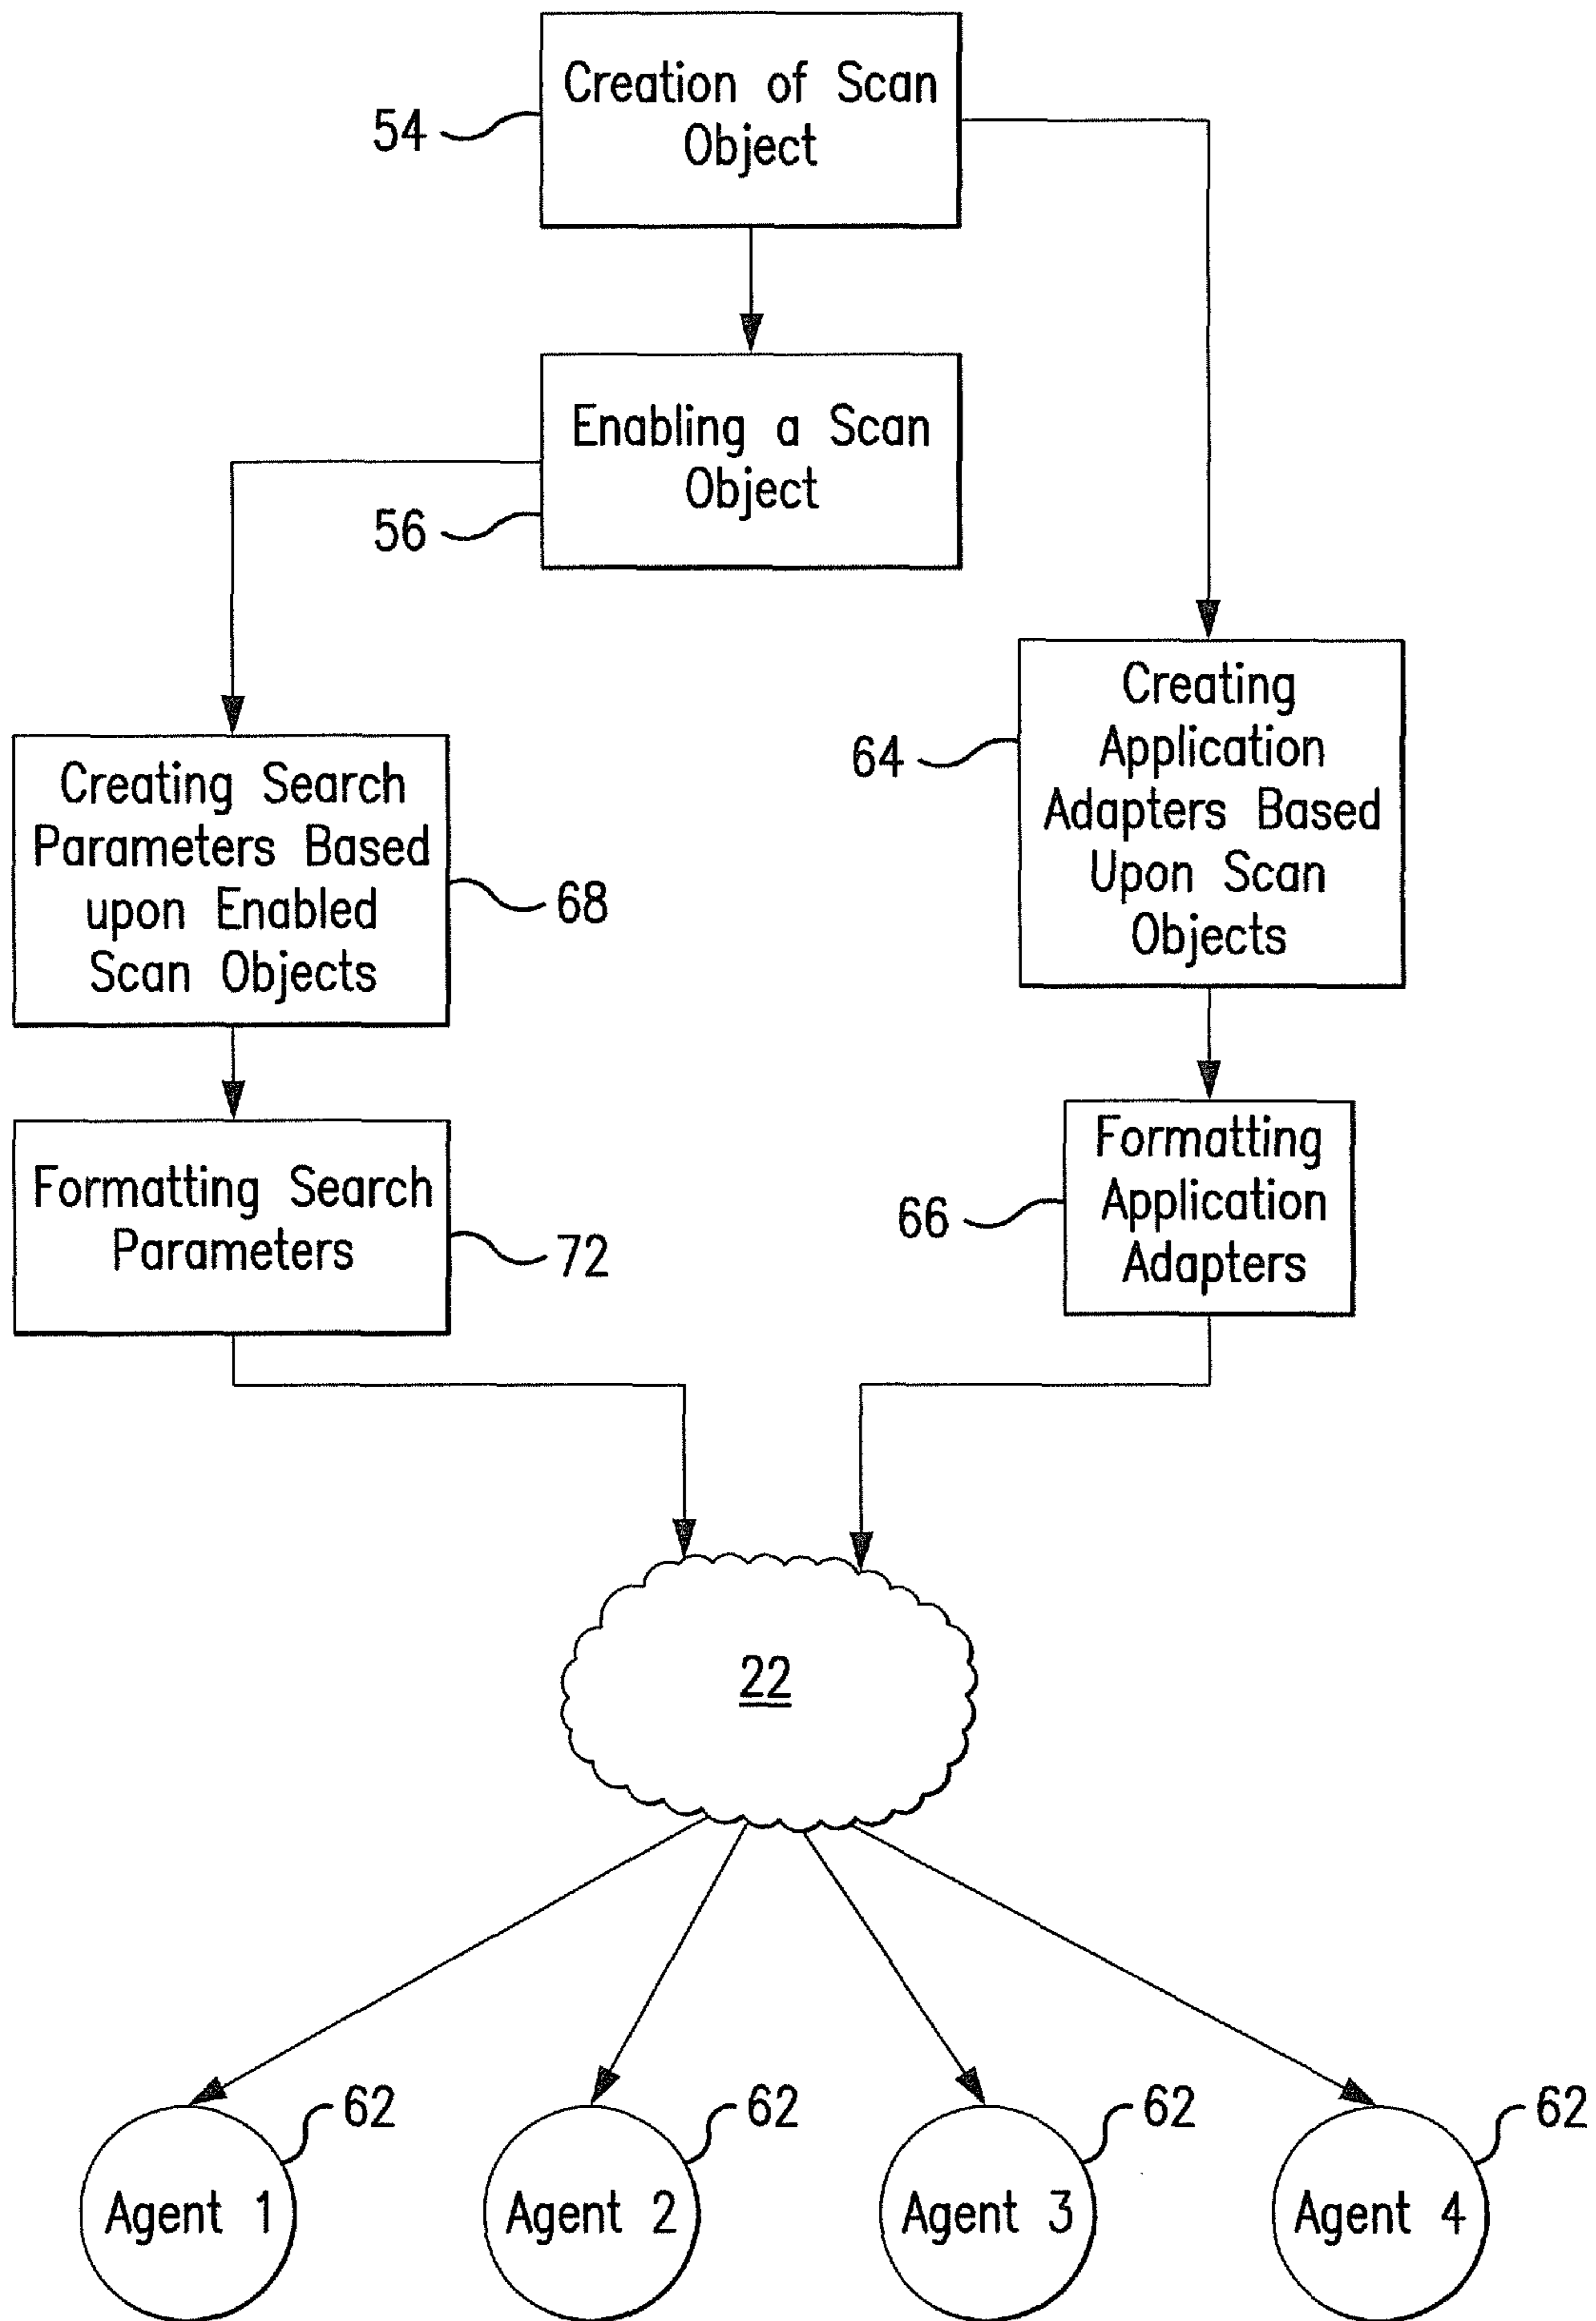 Creation of Scan
Object
54
Enabling a Scan
Object
56
Creating
Application
Adapters Based
Upon Scan
Objects
64
Creating Search
Parameters Based
upon Enabled
Scan Objects
68
Formatting
Application
Adapters
66
Formatting Search
Parameters
72
22
62
62
62
62
Agent 1
Agent 2
Agent 3
Agent 4